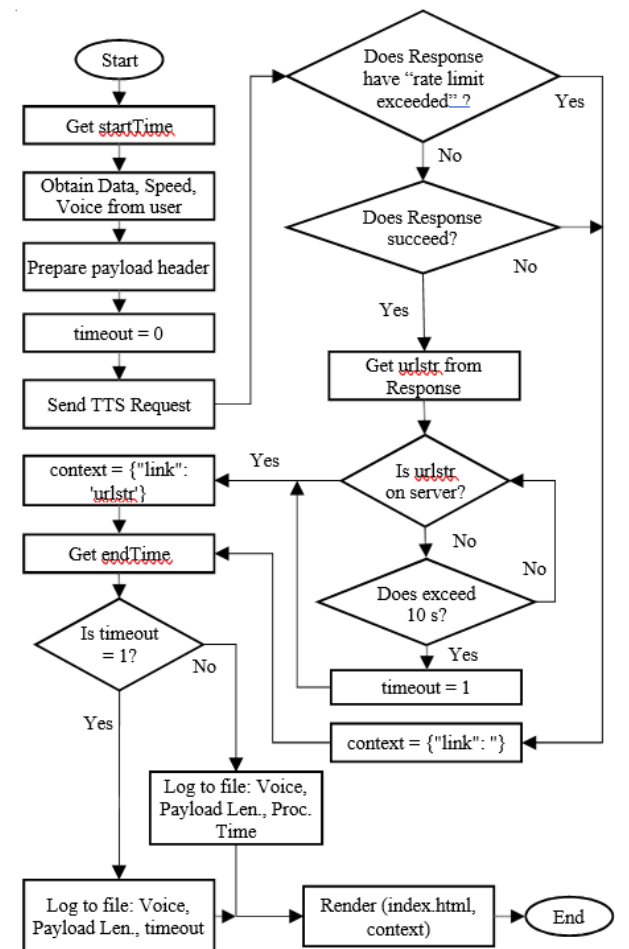 Start
Get startTime
Obtain Data, Speed,
Voice from user
Prepare payload header
timeout = 0
Send TTS Request
Does Response
have “rate limit
exceeded” ?
Yes
No
Does Response
succeed?
No
Yes
Get urlstr from
Response
Is urlstr
on server?
Yes
No
Does exceed
10 s?
No
Yes
timeout = 1
context = {"link":
'urlstr'}
context = {"link": ''}
Get endTime
Is timeout
= 1?
No
Yes
Log to file: Voice,
Payload Len., Proc.
Time
Log to file: Voice,
Payload Len., timeout
Render (index.html,
context)
End